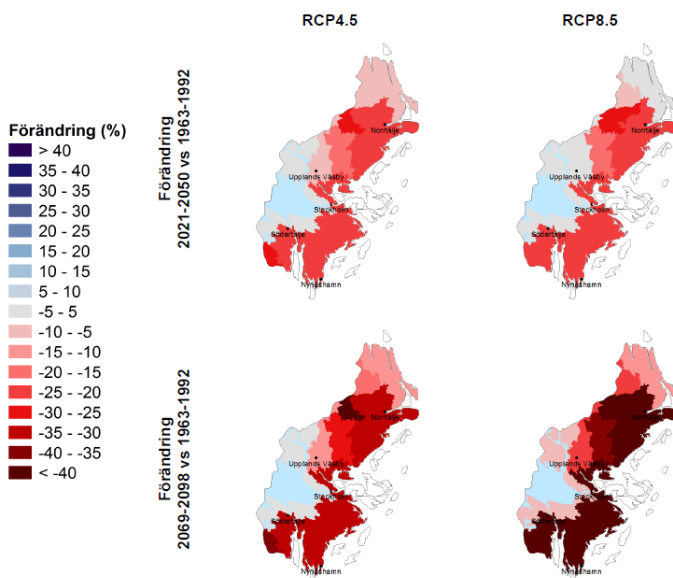 RCP4.5
RCP8.5
Förändring
2021-2050 vs 1963-1992
Norrtälje
Upplands Väsby
Stockholm
Södertälje
Nynäshamn
Norrtälje
Upplands Väsby
Stockholm
Södertälje
Nynäshamn
Förändring (%)
> 40
35 - 40
30 - 35
25 - 30
20 - 25
15 - 20
10 - 15
5 - 10
-5 - 5
-10 - -5
-15 - -10
-20 - -15
-25 - -20
-30 - -25
-35 - -30
-40 - -35
< -40
Förändring
2069-2098 vs 1963-1992
Norrtälje
Upplands Väsby
Stockholm
Södertälje
Nynäshamn
Norrtälje
Upplands Väsby
Stockholm
Södertälje
Nynäshamn